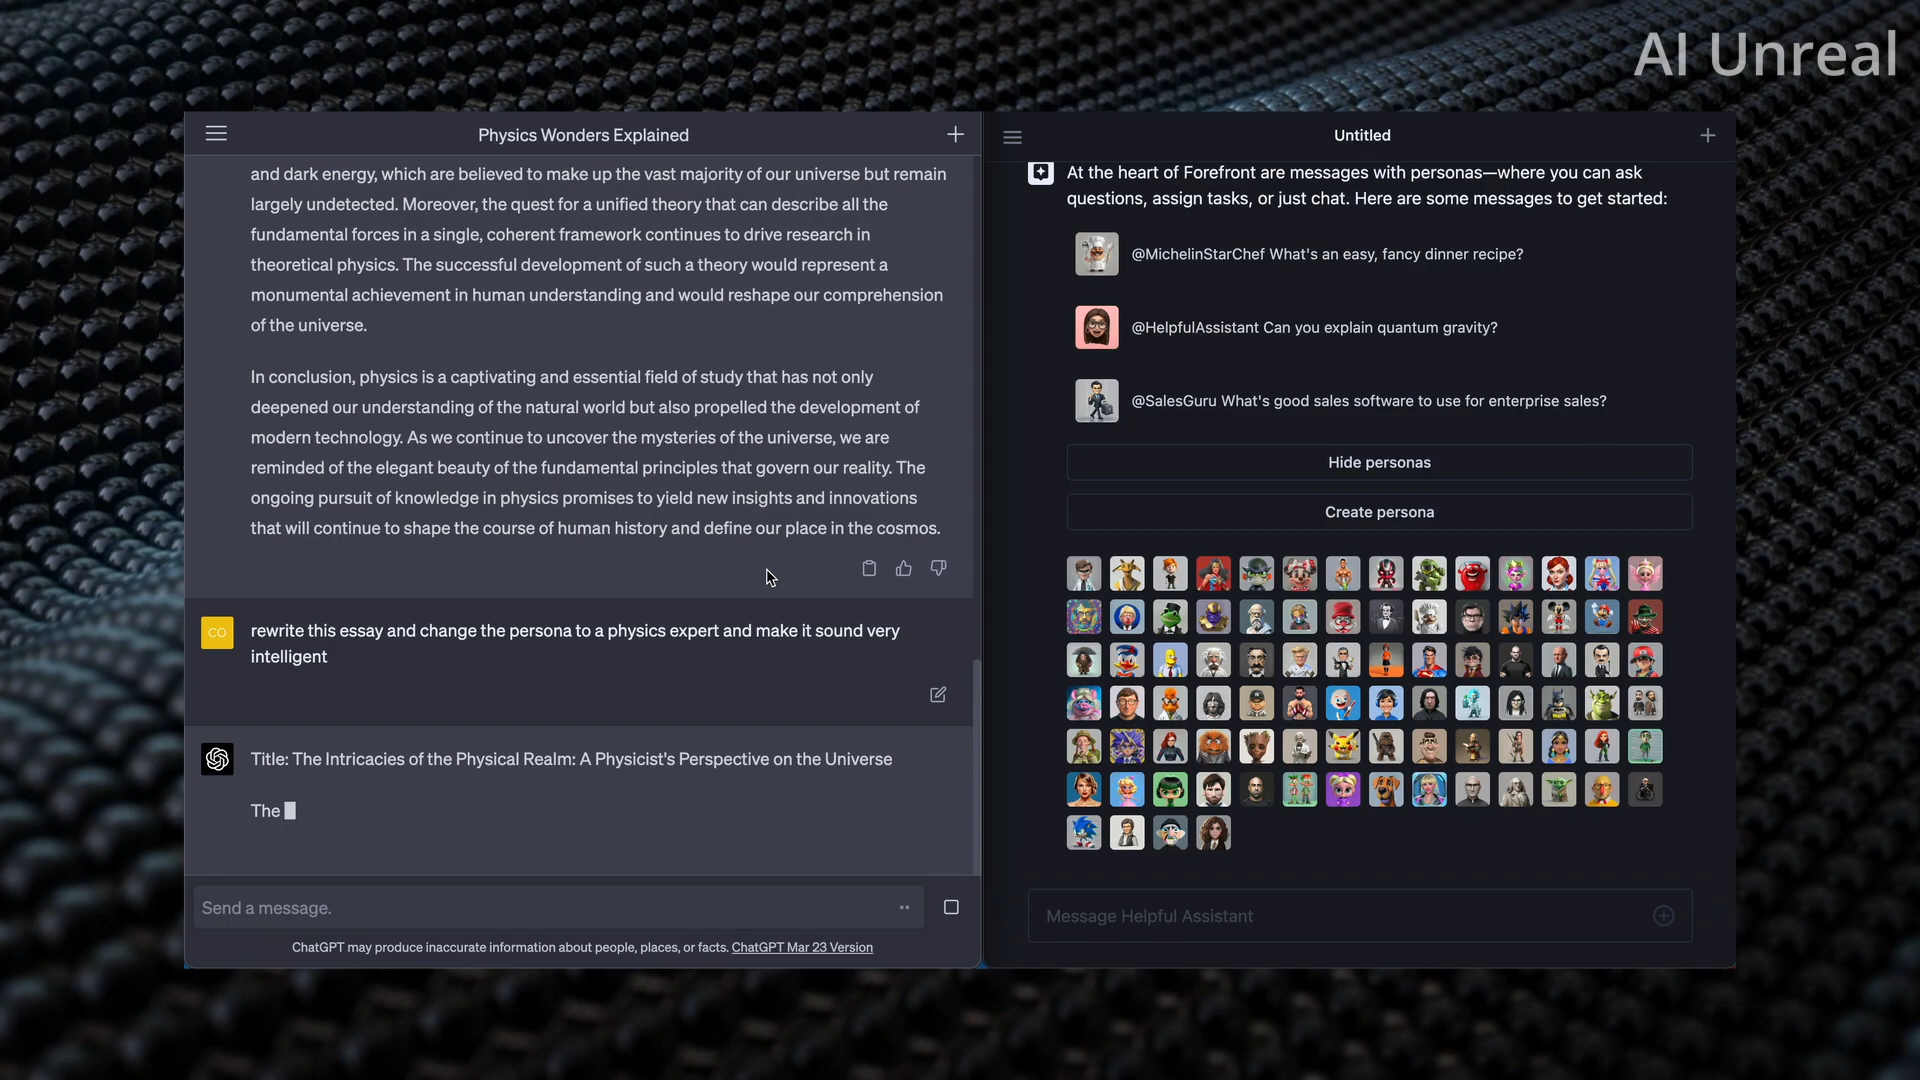 AI Unreal
Physics Wonders Explained
and dark energy, which are believed to make up the vast majority of our universe but remain
largely undetected. Moreover, the quest for a unified theory that can describe all the
fundamental forces in a single, coherent framework continues to drive research in
theoretical physics. The successful development of such a theory would represent a
monumental achievement in human understanding and would reshape our comprehension
of the universe.
In conclusion, physics is a captivating and essential field of study that has not only
deepened our understanding of the natural world but also propelled the development of
modern technology. As we continue to uncover the mysteries of the universe, we are
reminded of the elegant beauty of the fundamental principles that govern our reality. The
ongoing pursuit of knowledge in physics promises to yield new insights and innovations
that will continue to shape the course of human history and define our place in the cosmos.
CO
rewrite this essay and change the persona to a physics expert and make it sound very
intelligent
Title: The Intricacies of the Physical Realm: A Physicist's Perspective on the Universe
The
Send a message.
ChatGPT may produce inaccurate information about people, places, or facts. ChatGPT Mar 23 Version
Untitled
At the heart of Forefront are messages with personas—where you can ask
questions, assign tasks, or just chat. Here are some messages to get started:
@MichelinStarChef What's an easy, fancy dinner recipe?
@HelpfulAssistant Can you explain quantum gravity?
@SalesGuru What's good sales software to use for enterprise sales?
Hide personas
Create persona
Message Helpful Assistant